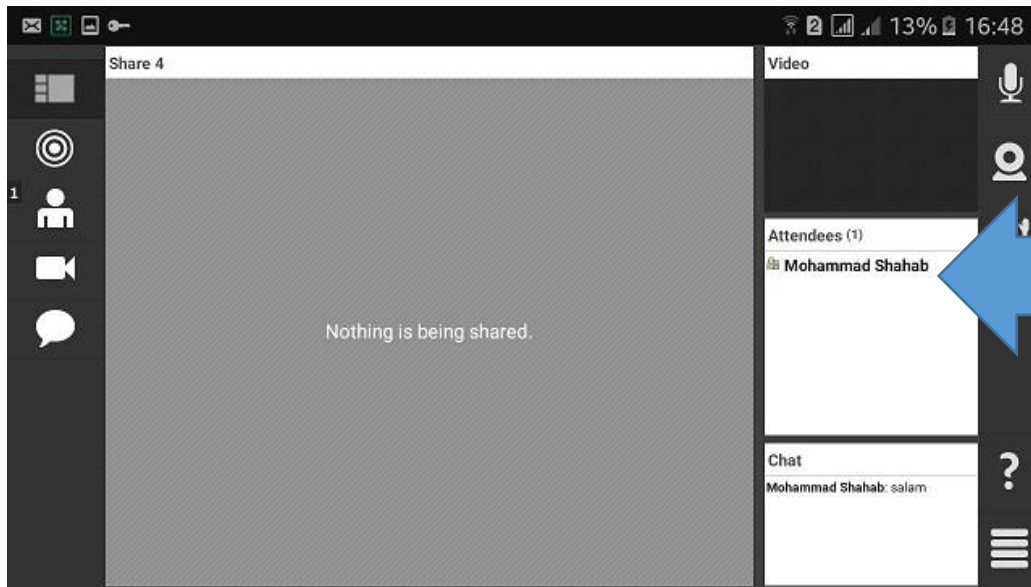 2 13% 16:48
Share 4
Nothing is being shared.
1
Video
Attendees (1)
Mohammad Shahab
Chat
Mohammad Shahab: salam
?